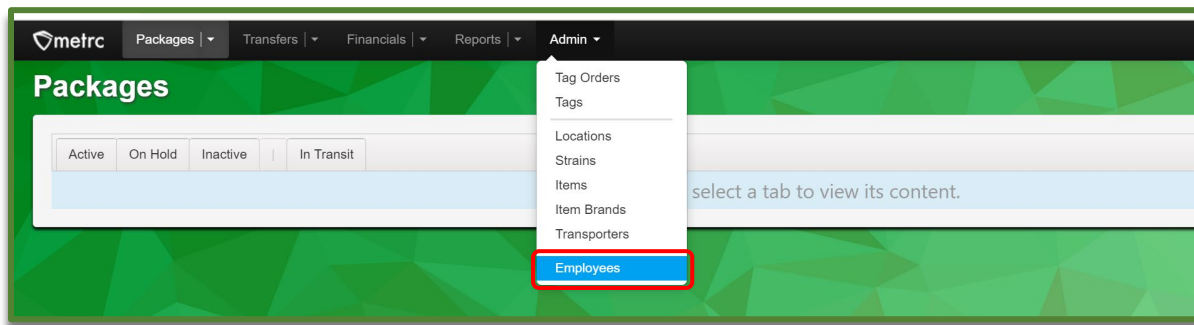 metrc Packages | Transfers | Financials | Reports | Admin
Packages
Tag Orders
Tags
Locations
Strains
Items
Item Brands
Transporters
Employees
Active On Hold Inactive | In Transit
select a tab to view its content.